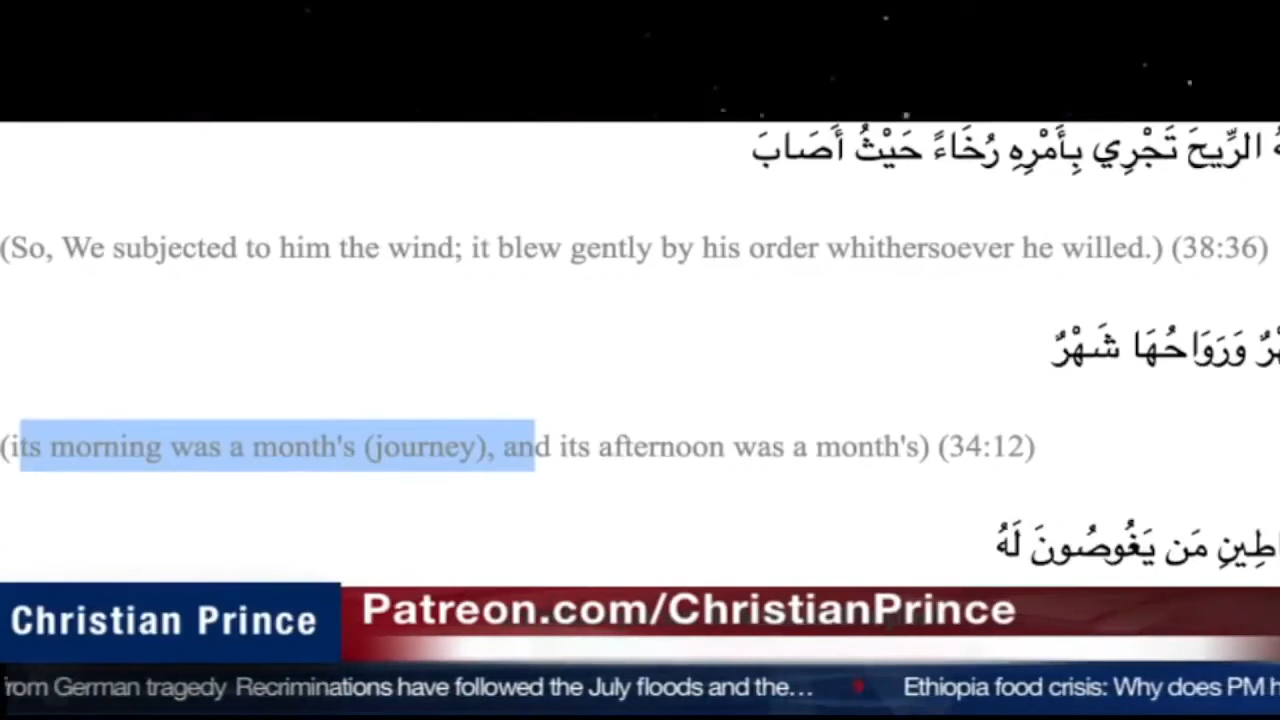 الرِّيحَ تَجْرِي بِأَمْرِهِ رُخَاءً حَيْثُ أَصَابَ
(So, We subjected to him the wind; it blew gently by his order whithersoever he willed.) (38:36)
وَرَوَاحُهَا شَهْرٌ
(its morning was a month's (journey), and its afternoon was a month's) (34:12)
مَن يَغُوصُونَ لَهُ
Christian Prince
Patreon.com/ChristianPrince
from German tragedy Recriminations have followed the July floods and the… Ethiopia food crisis: Why does PM